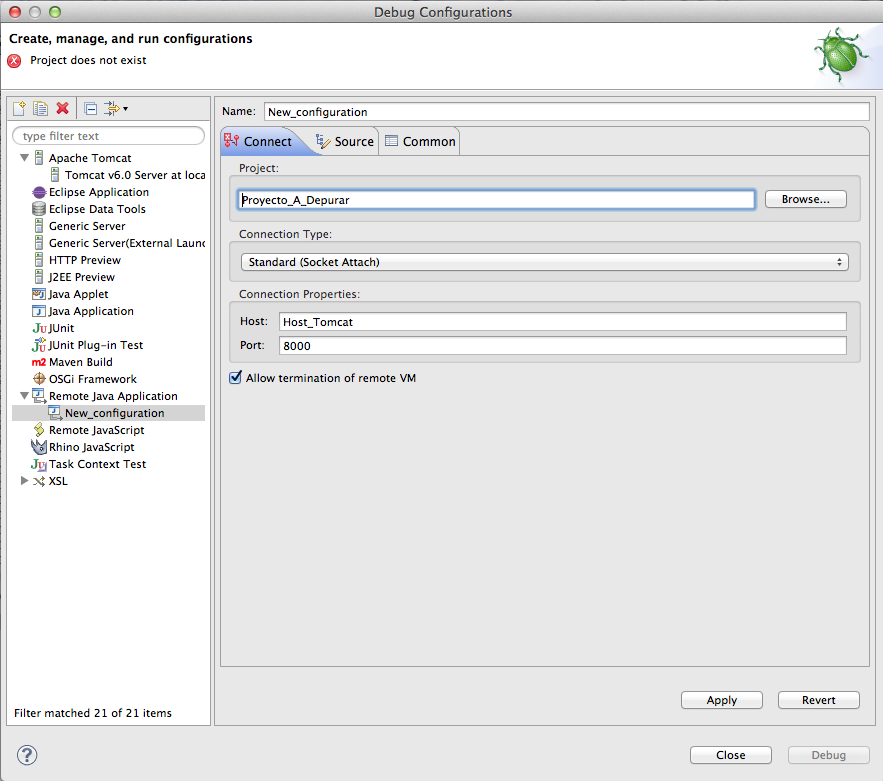 Debug Configurations
Create, manage, and run configurations
Project does not exist
type filter text
Apache Tomcat
Tomcat v6.0 Server at loca
Eclipse Application
Eclipse Data Tools
Generic Server
Generic Server(External Launc
HTTP Preview
J2EE Preview
Java Applet
Java Application
JUnit
JUnit Plug-in Test
Maven Build
OSGi Framework
Remote Java Application
New_configuration
Remote JavaScript
Rhino JavaScript
Task Context Test
XSL
Filter matched 21 of 21 items
Name: New_configuration
Connect Source Common
Project:
Proyecto_A_Depurar Browse...
Connection Type:
Standard (Socket Attach)
Connection Properties:
Host: Host_Tomcat
Port: 8000
Allow termination of remote VM
Apply Revert
? Close Debug